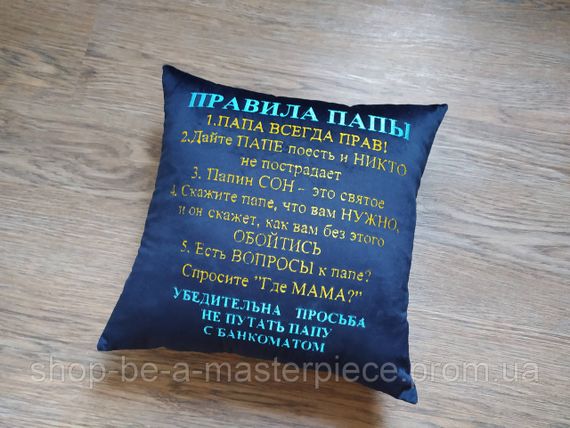 ПРАВИЛА ПАПЫ
1.ПАПА ВСЕГДА ПРАВ!
2.Дайте ПАПЕ поесть и НИКТО
не пострадает
3. Папин СОН - это святое
4. Скажите папе, что вам НУЖНО,
и он скажет, как вам без этого
ОБОЙТИСЬ
5. Есть ВОПРОСЫ к папе?
Спросите "Где МАМА?"
УБЕДИТЕЛЬНА ПРОСЬБА
НЕ ПУТАТЬ ПАПУ
С БАНКОМАТОМ
shop-be-a-masterpiece.prom.ua